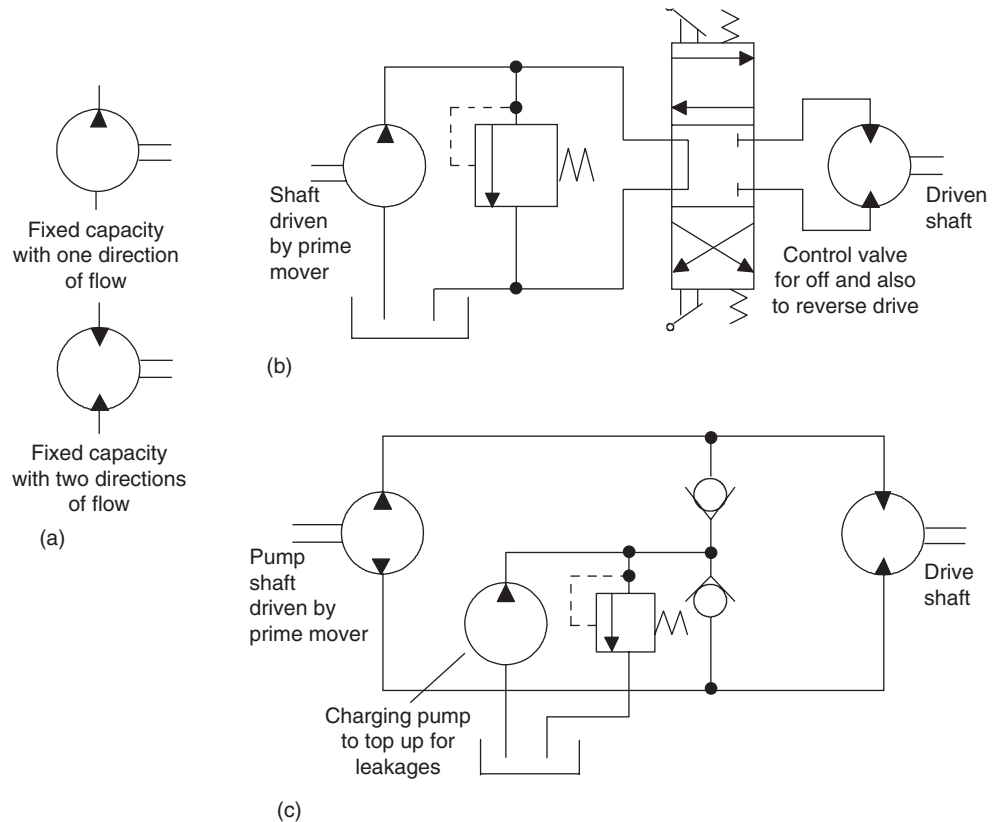 Fixed capacity
with one direction
of flow
Fixed capacity
with two directions
of flow
(a)
Shaft
driven
by prime
mover
Driven
shaft
Control valve
for off and also
to reverse drive
(b)
Pump
shaft
driven by
prime mover
Drive
shaft
Charging pump
to top up for
leakages
(c)